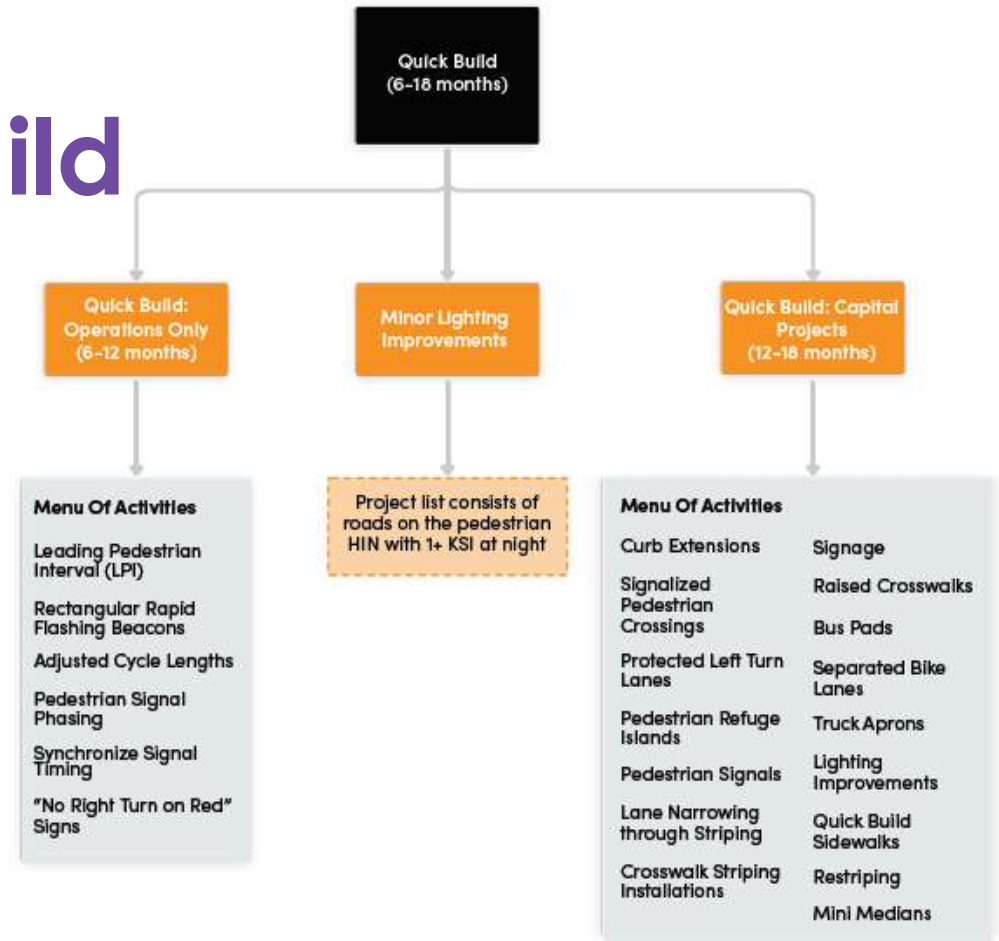 Quick Build
(6-18 months)
ild
Quick Build:
Operations Only
(6-12 months)
Minor Lighting
Improvements
Quick Build: Capital
Projects
(12-18 months)
Menu Of Activities
Leading Pedestrian
Interval (LPI)
Rectangular Rapid
Flashing Beacons
Adjusted Cycle Lengths
Pedestrian Signal
Phasing
Synchronize Signal
Timing
"No Right Turn on Red"
Signs
Project list consists of
roads on the pedestrian
HIN with 1+ KSI at night
Menu Of Activities
Curb Extensions
Signalized
Pedestrian
Crossings
Protected Left Turn
Lanes
Pedestrian Refuge
Islands
Pedestrian Signals
Lane Narrowing
through Striping
Crosswalk Striping
Installations
Signage
Raised Crosswalks
Bus Pads
Separated Bike
Lanes
Truck Aprons
Lighting
Improvements
Quick Build
Sidewalks
Restriping
Mini Medians